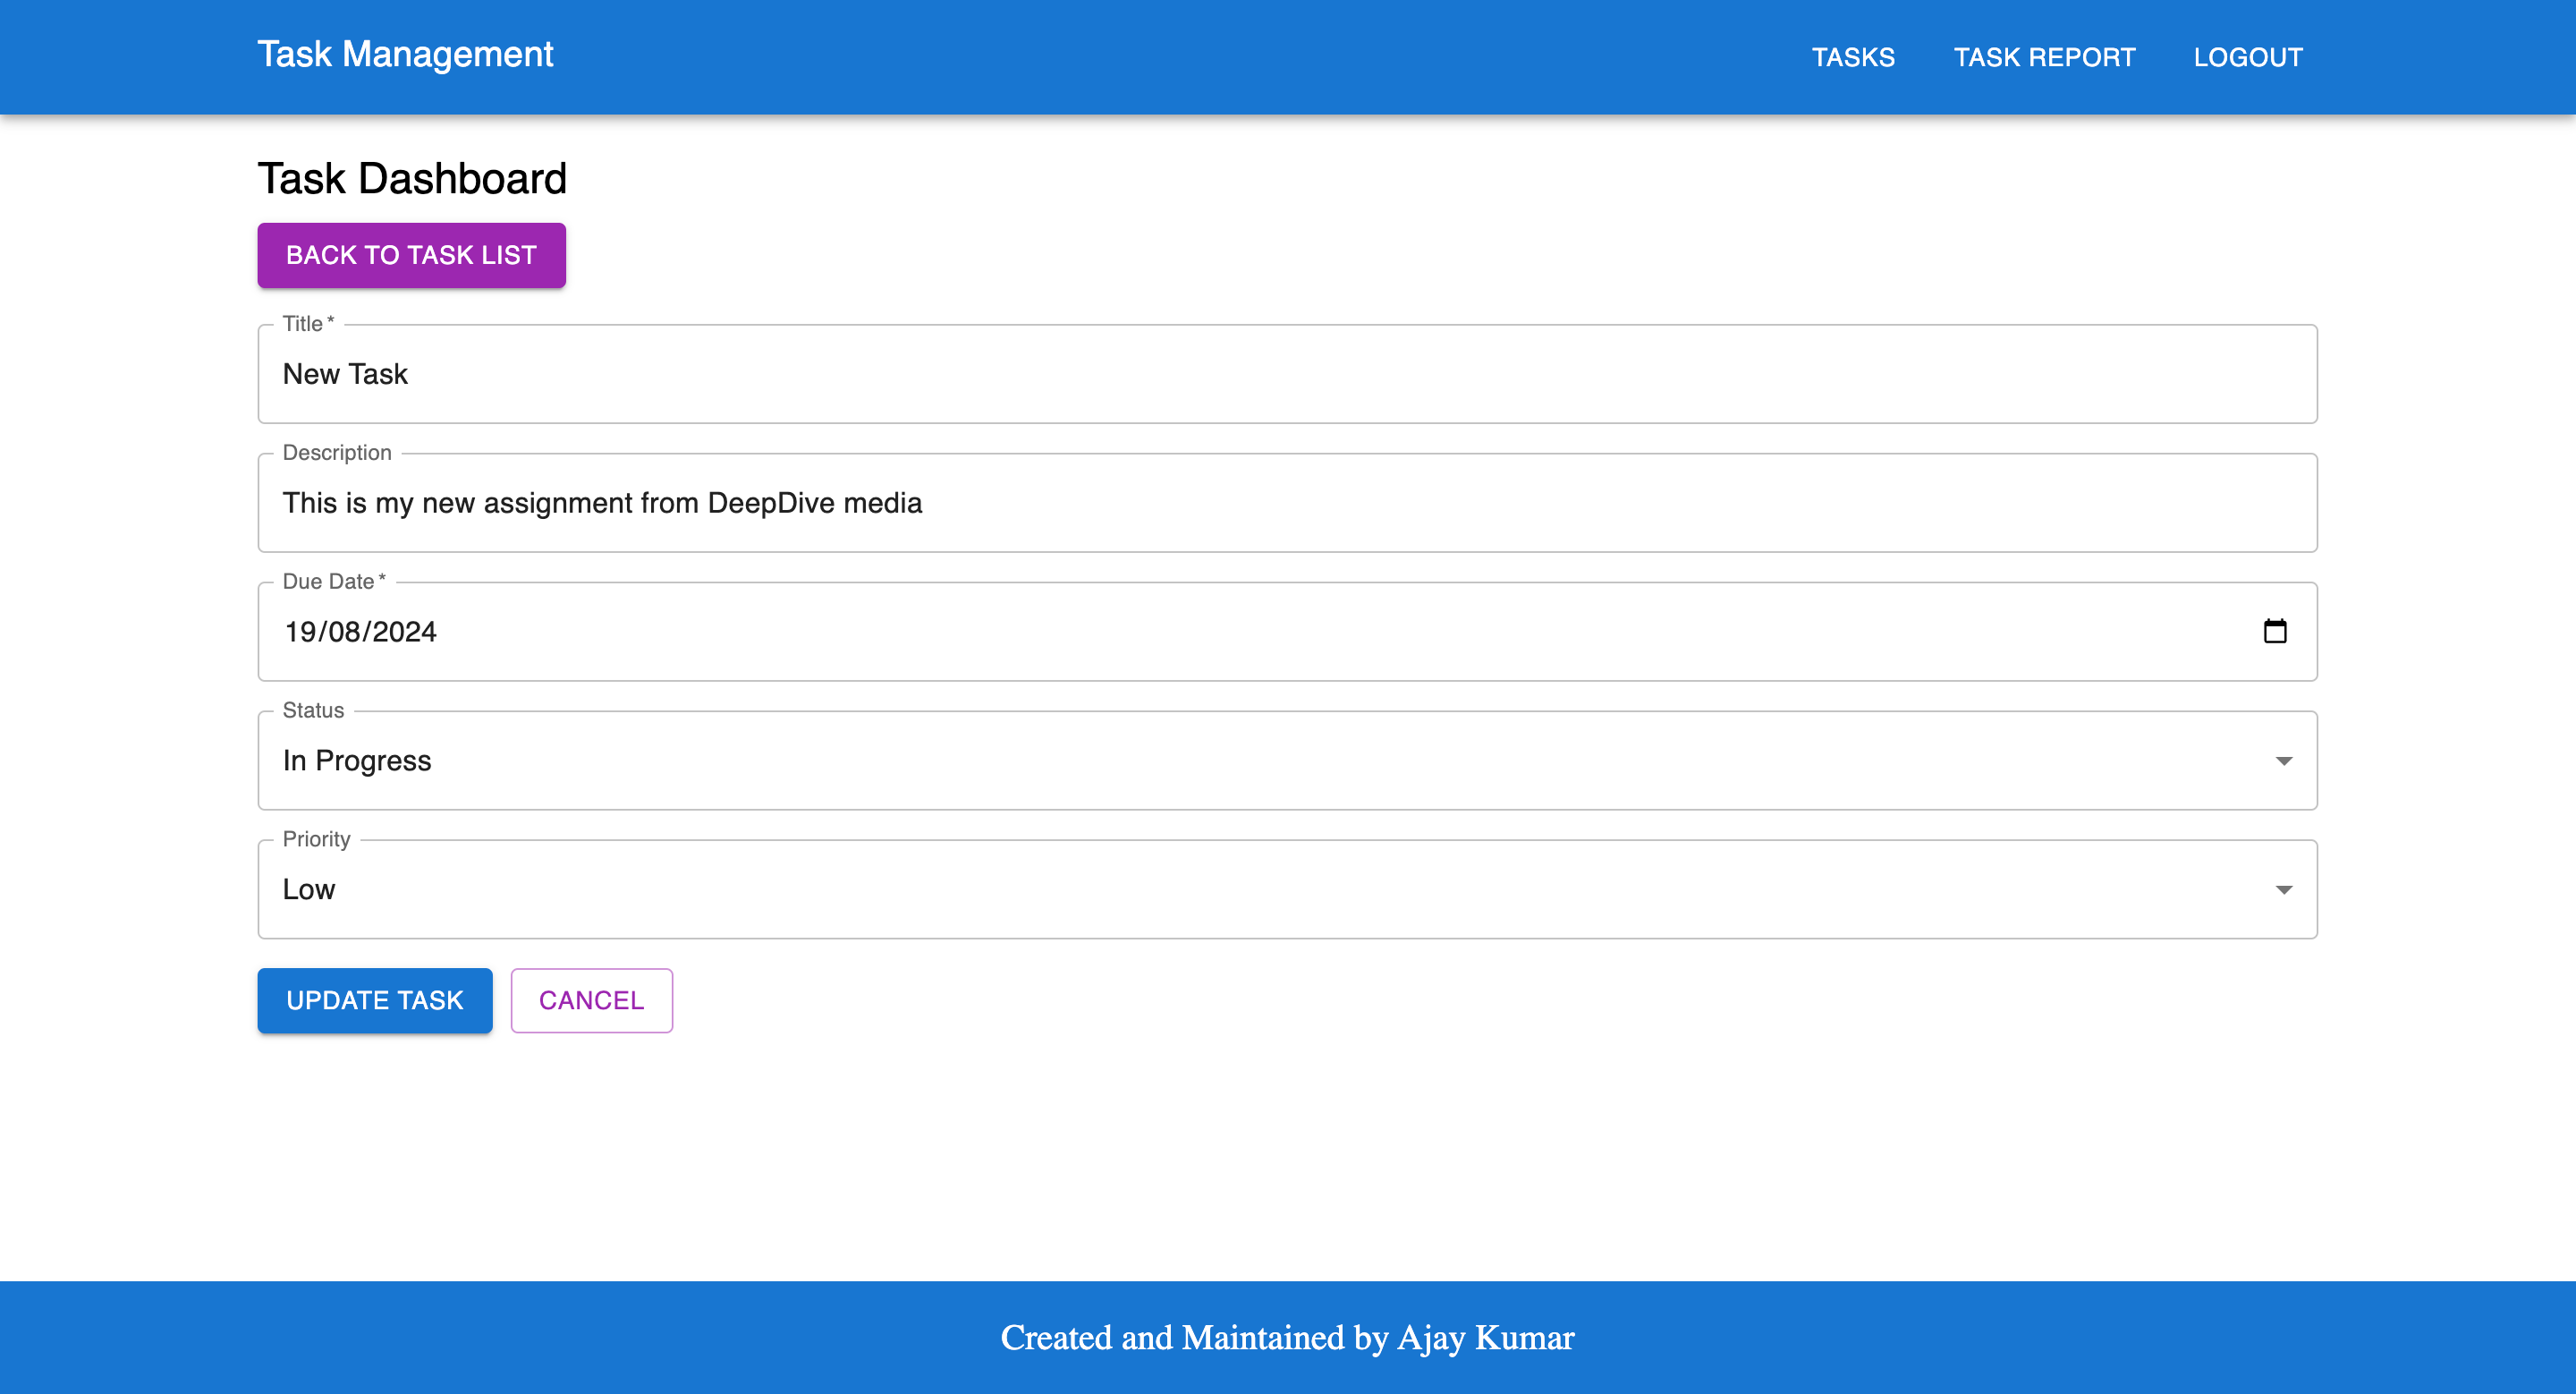 Task Management
TASKS TASK REPORT LOGOUT
Task Dashboard
BACK TO TASK LIST
Title *
New Task
Description
This is my new assignment from DeepDive media
Due Date *
19/08/2024
Status
In Progress
Priority
Low
UPDATE TASK CANCEL
Created and Maintained by Ajay Kumar